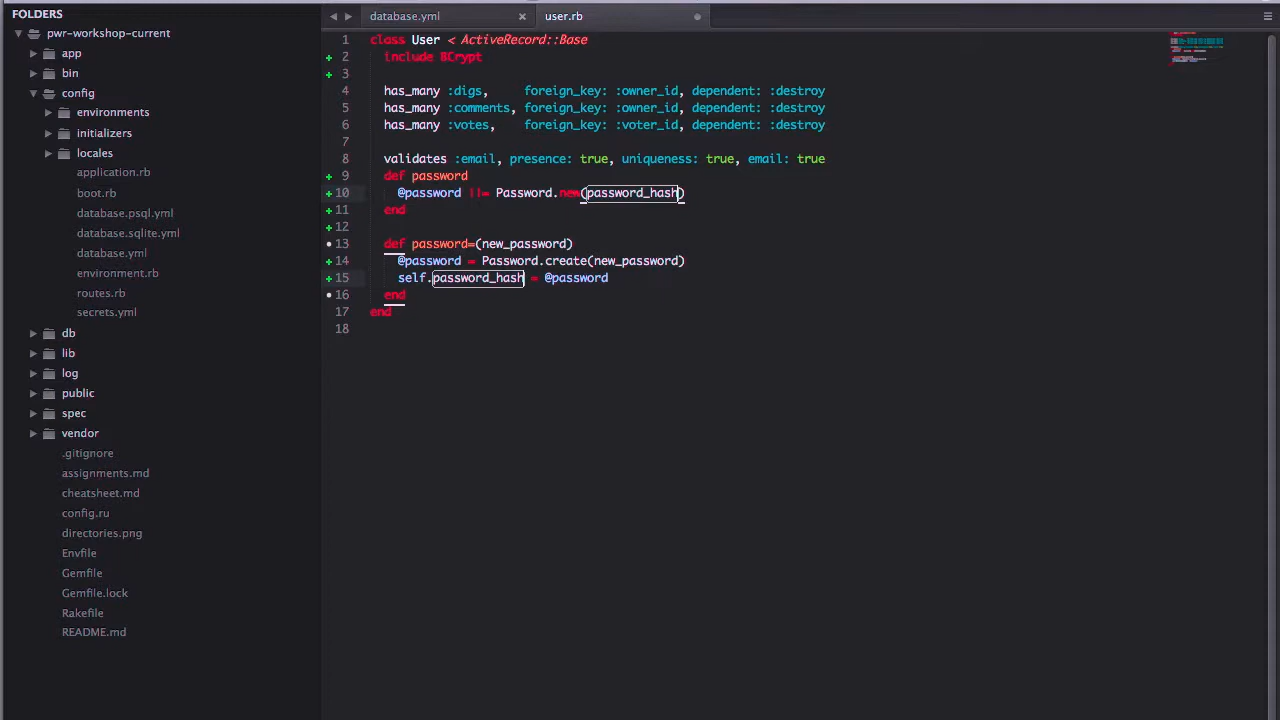 FOLDERS
pwr-workshop-current
app
bin
config
environments
initializers
locales
application.rb
boot.rb
database.psql.yml
database.sqlite.yml
database.yml
environment.rb
routes.rb
secrets.yml
db
lib
log
public
spec
vendor
.gitignore
assignments.md
cheatsheet.md
config.ru
directories.png
Envfile
Gemfile
Gemfile.lock
Rakefile
README.md
database.yml
user.rb
1 class User < ActiveRecord::Base
2 include BCrypt
3
4 has_many :digs, foreign_key: :owner_id, dependent: :destroy
5 has_many :comments, foreign_key: :owner_id, dependent: :destroy
6 has_many :votes, foreign_key: :voter_id, dependent: :destroy
7
8 validates :email, presence: true, uniqueness: true, email: true
9 def password
10 @password ||= Password.new(password_hash)
11 end
12
13 def password=(new_password)
14 @password = Password.create(new_password)
15 self.password_hash = @password
16 end
17 end
18